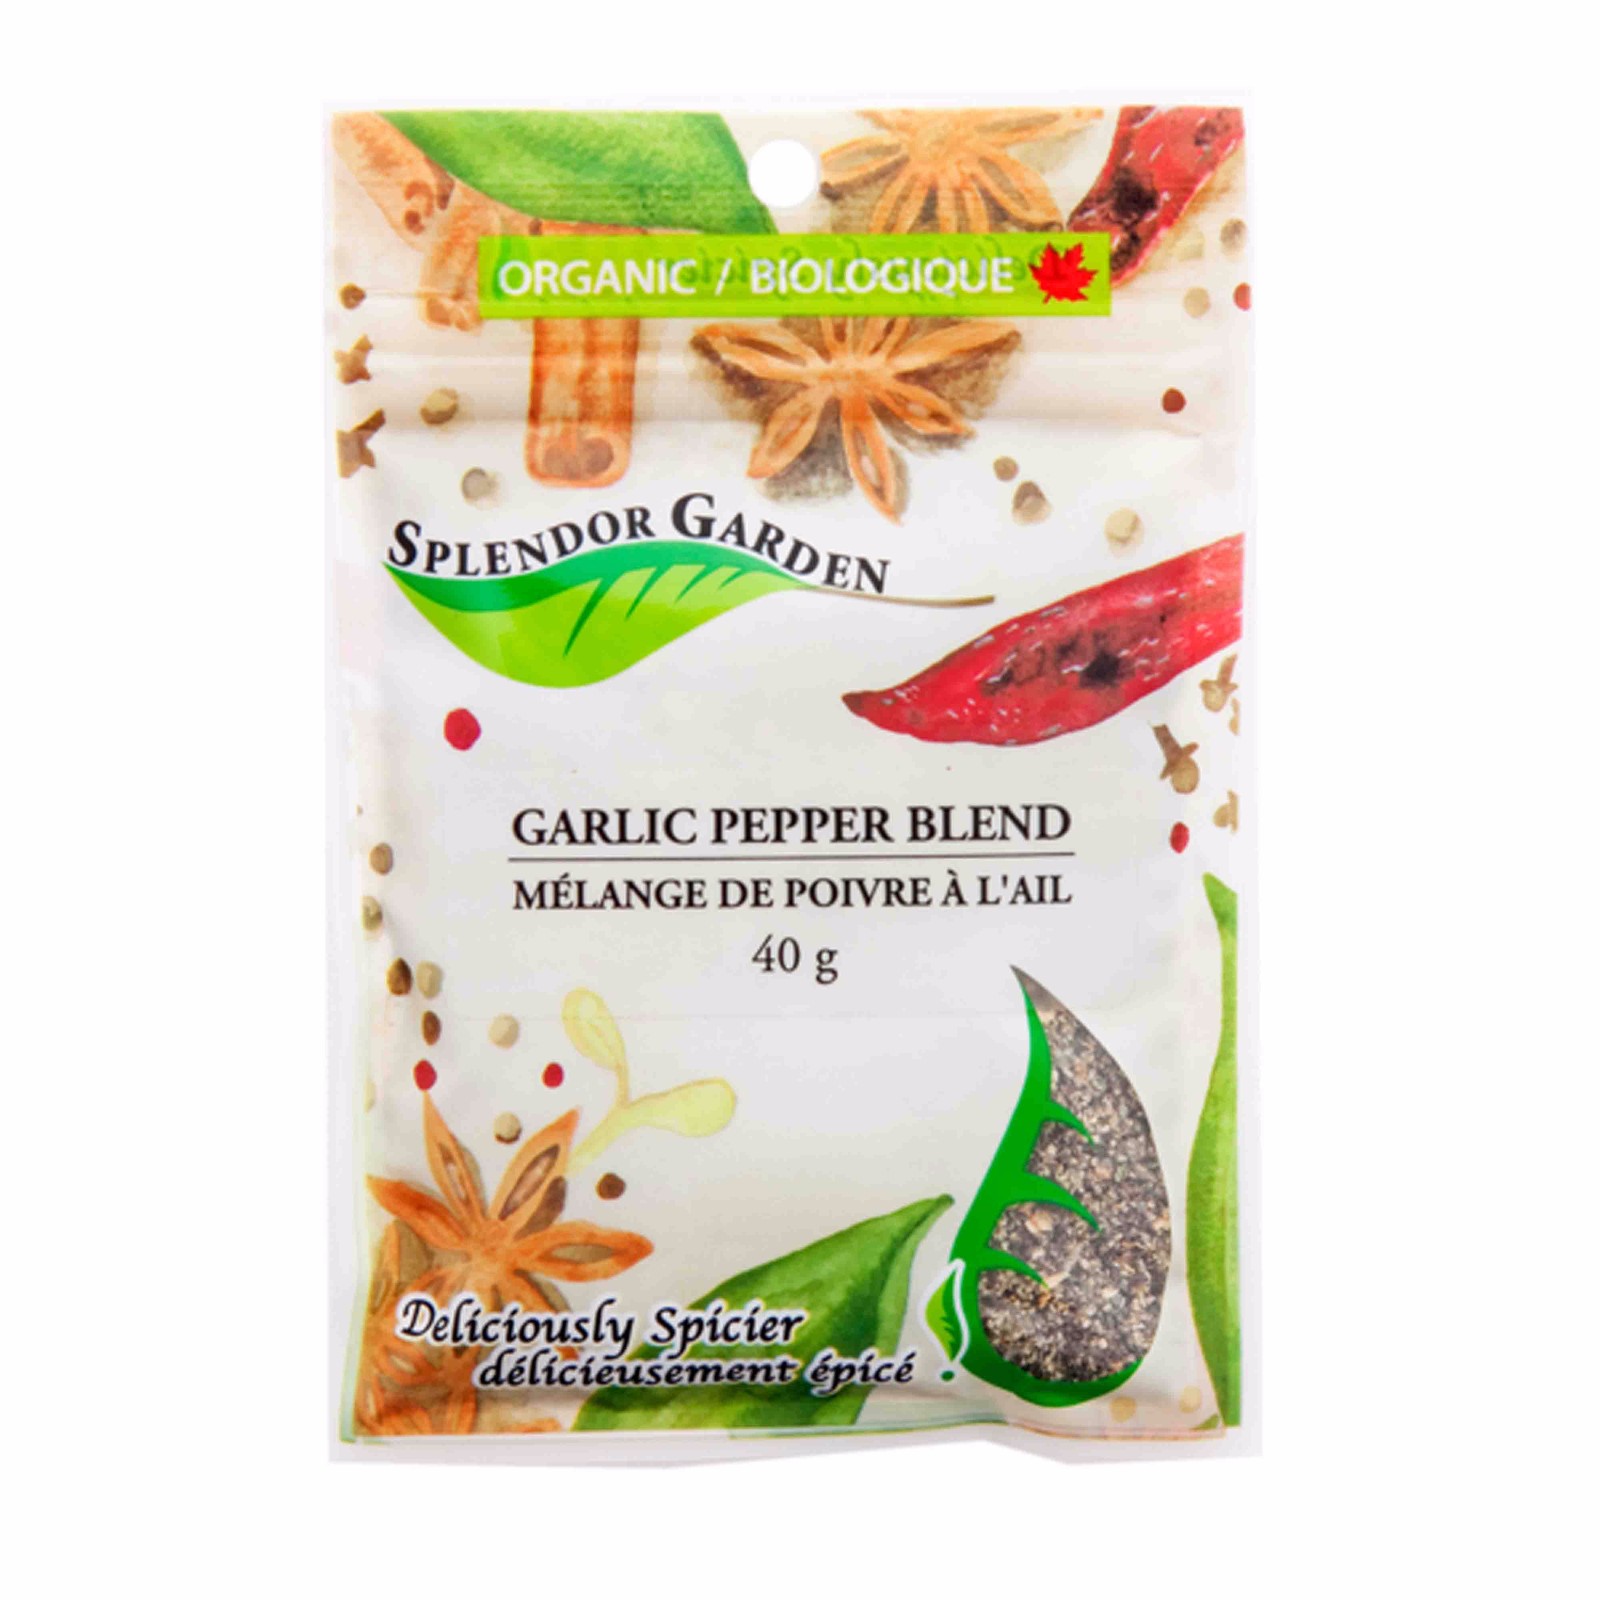 ORGANIC / BIOLOGIQUE
SPLENDOR GARDEN
GARLIC PEPPER BLEND
MÉLANGE DE POIVRE À L'AIL
40 g
Deliciously Spicier
délicieusement épicé